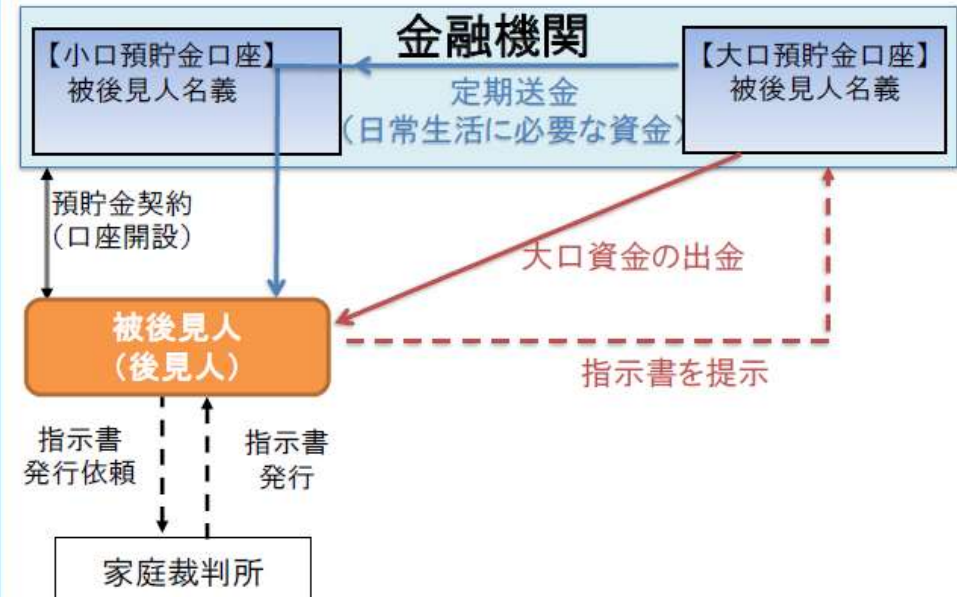 金融機関
【小口預貯金口座】
被後見人名義
【大口預貯金口座】
被後見人名義
定期送金
（日常生活に必要な資金）
預貯金契約
（口座開設）
大口資金の出金
被後見人
（後見人）
指示書を提示
指示書
発行依頼
指示書
発行
家庭裁判所